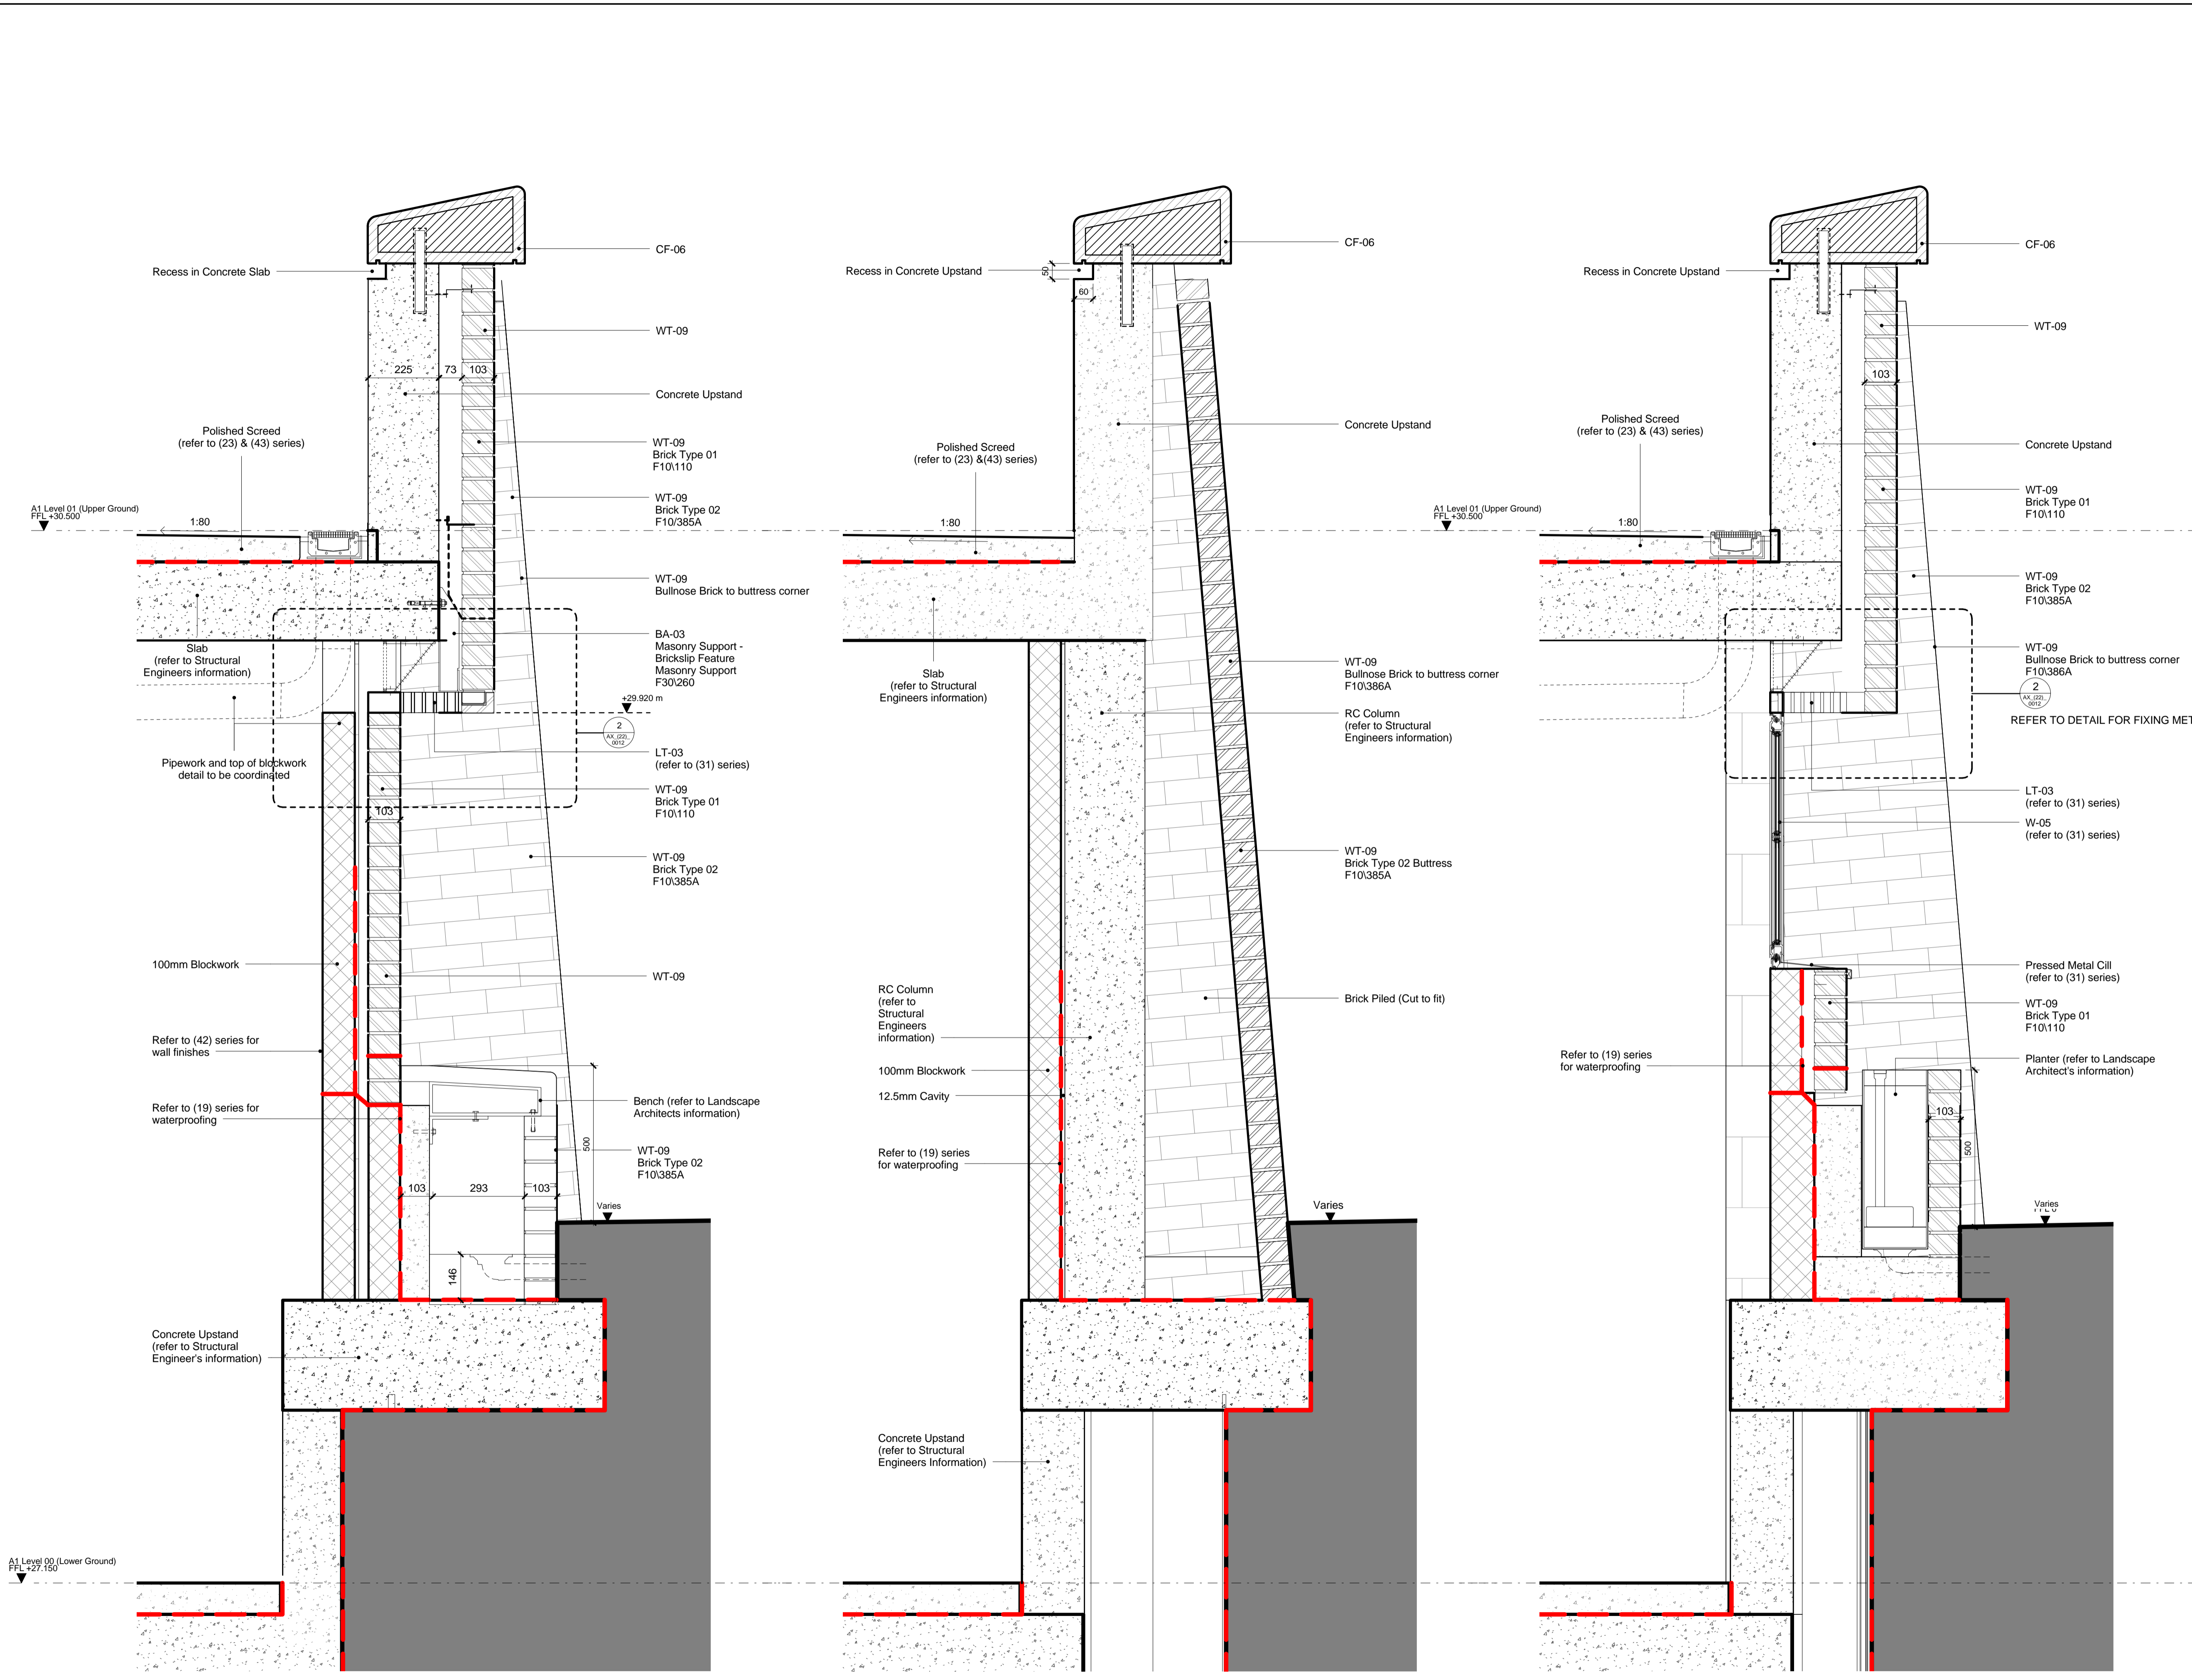 CF-06
Recess in Concrete Slab
WT-09
225
73
103
Concrete Upstand
Polished Screed
(refer to (23) & (43) series)
WT-09
Brick Type 01
F10\110
WT-09
Brick Type 02
F10/385A
A1 Level 01 (Upper Ground)
FFL +30.500
1:80
WT-09
Bullnose Brick to buttress corner
BA-03
Masonry Support -
Brickslip Feature
Masonry Support
F30\260
Slab
(refer to Structural
Engineers information)
+29.920 m
2
AX_(22)_
0012
LT-03
(refer to (31) series)
Pipework and top of blockwork
detail to be coordinated
WT-09
Brick Type 01
F10\110
103
WT-09
Brick Type 02
F10\385A
100mm Blockwork
WT-09
Refer to (42) series for
wall finishes
Bench (refer to Landscape
Architects information)
Refer to (19) series for
waterproofing
500
WT-09
Brick Type 02
F10\385A
103
293
103
Varies
146
Concrete Upstand
(refer to Structural
Engineer's information)
A1 Level 00 (Lower Ground)
FFL +27.150
CF-06
Recess in Concrete Upstand
50
60
Concrete Upstand
Polished Screed
(refer to (23) &(43) series)
1:80
Slab
(refer to Structural
Engineers information)
WT-09
Bullnose Brick to buttress corner
F10\386A
RC Column
(refer to Structural
Engineers information)
WT-09
Brick Type 02 Buttress
F10\385A
RC Column
(refer to
Structural
Engineers
information)
Brick Piled (Cut to fit)
100mm Blockwork
12.5mm Cavity
Refer to (19) series
for waterproofing
Varies
Concrete Upstand
(refer to Structural
Engineers Information)
CF-06
Recess in Concrete Upstand
WT-09
103
Polished Screed
(refer to (23) & (43) series)
Concrete Upstand
WT-09
Brick Type 01
F10\110
A1 Level 01 (Upper Ground)
FFL +30.500
1:80
WT-09
Brick Type 02
F10\385A
WT-09
Bullnose Brick to buttress corner
F10\386A
2
AX_(22)_
0012
REFER TO DETAIL FOR FIXING MET
LT-03
(refer to (31) series)
W-05
(refer to (31) series)
Pressed Metal Cill
(refer to (31) series)
WT-09
Brick Type 01
F10\110
Refer to (19) series
for waterproofing
Planter (refer to Landscape
Architect's information)
103
500
Varies